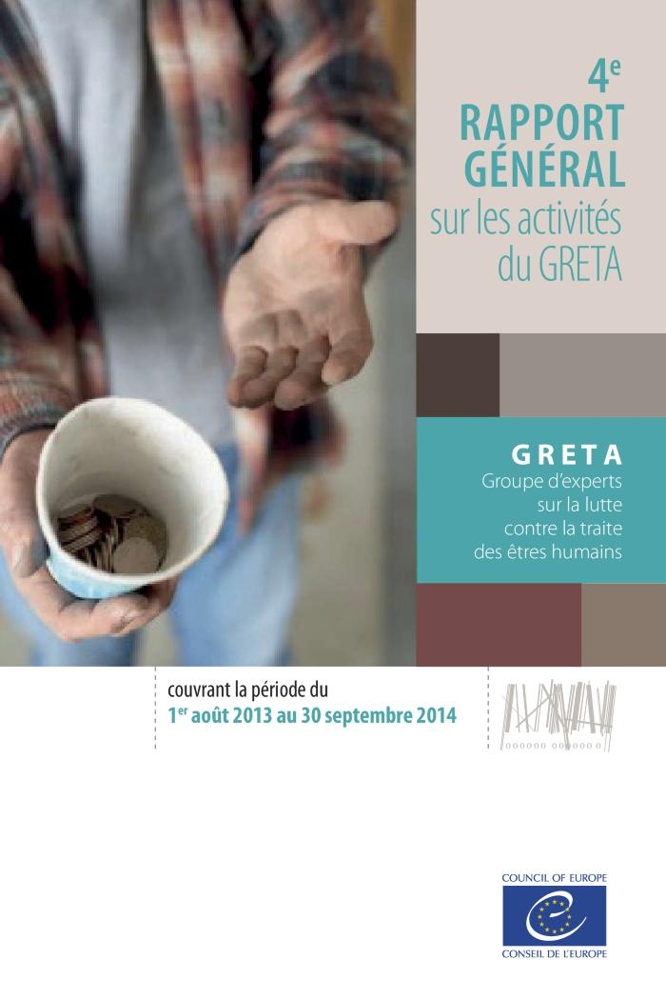 4e
RAPPORT
GÉNÉRAL
sur les activités
du GRETA
GRETA
Groupe d’experts
sur la lutte
contre la traite
des êtres humains
couvrant la période du
1er août 2013 au 30 septembre 2014
COUNCIL OF EUROPE
CONSEIL DE L'EUROPE